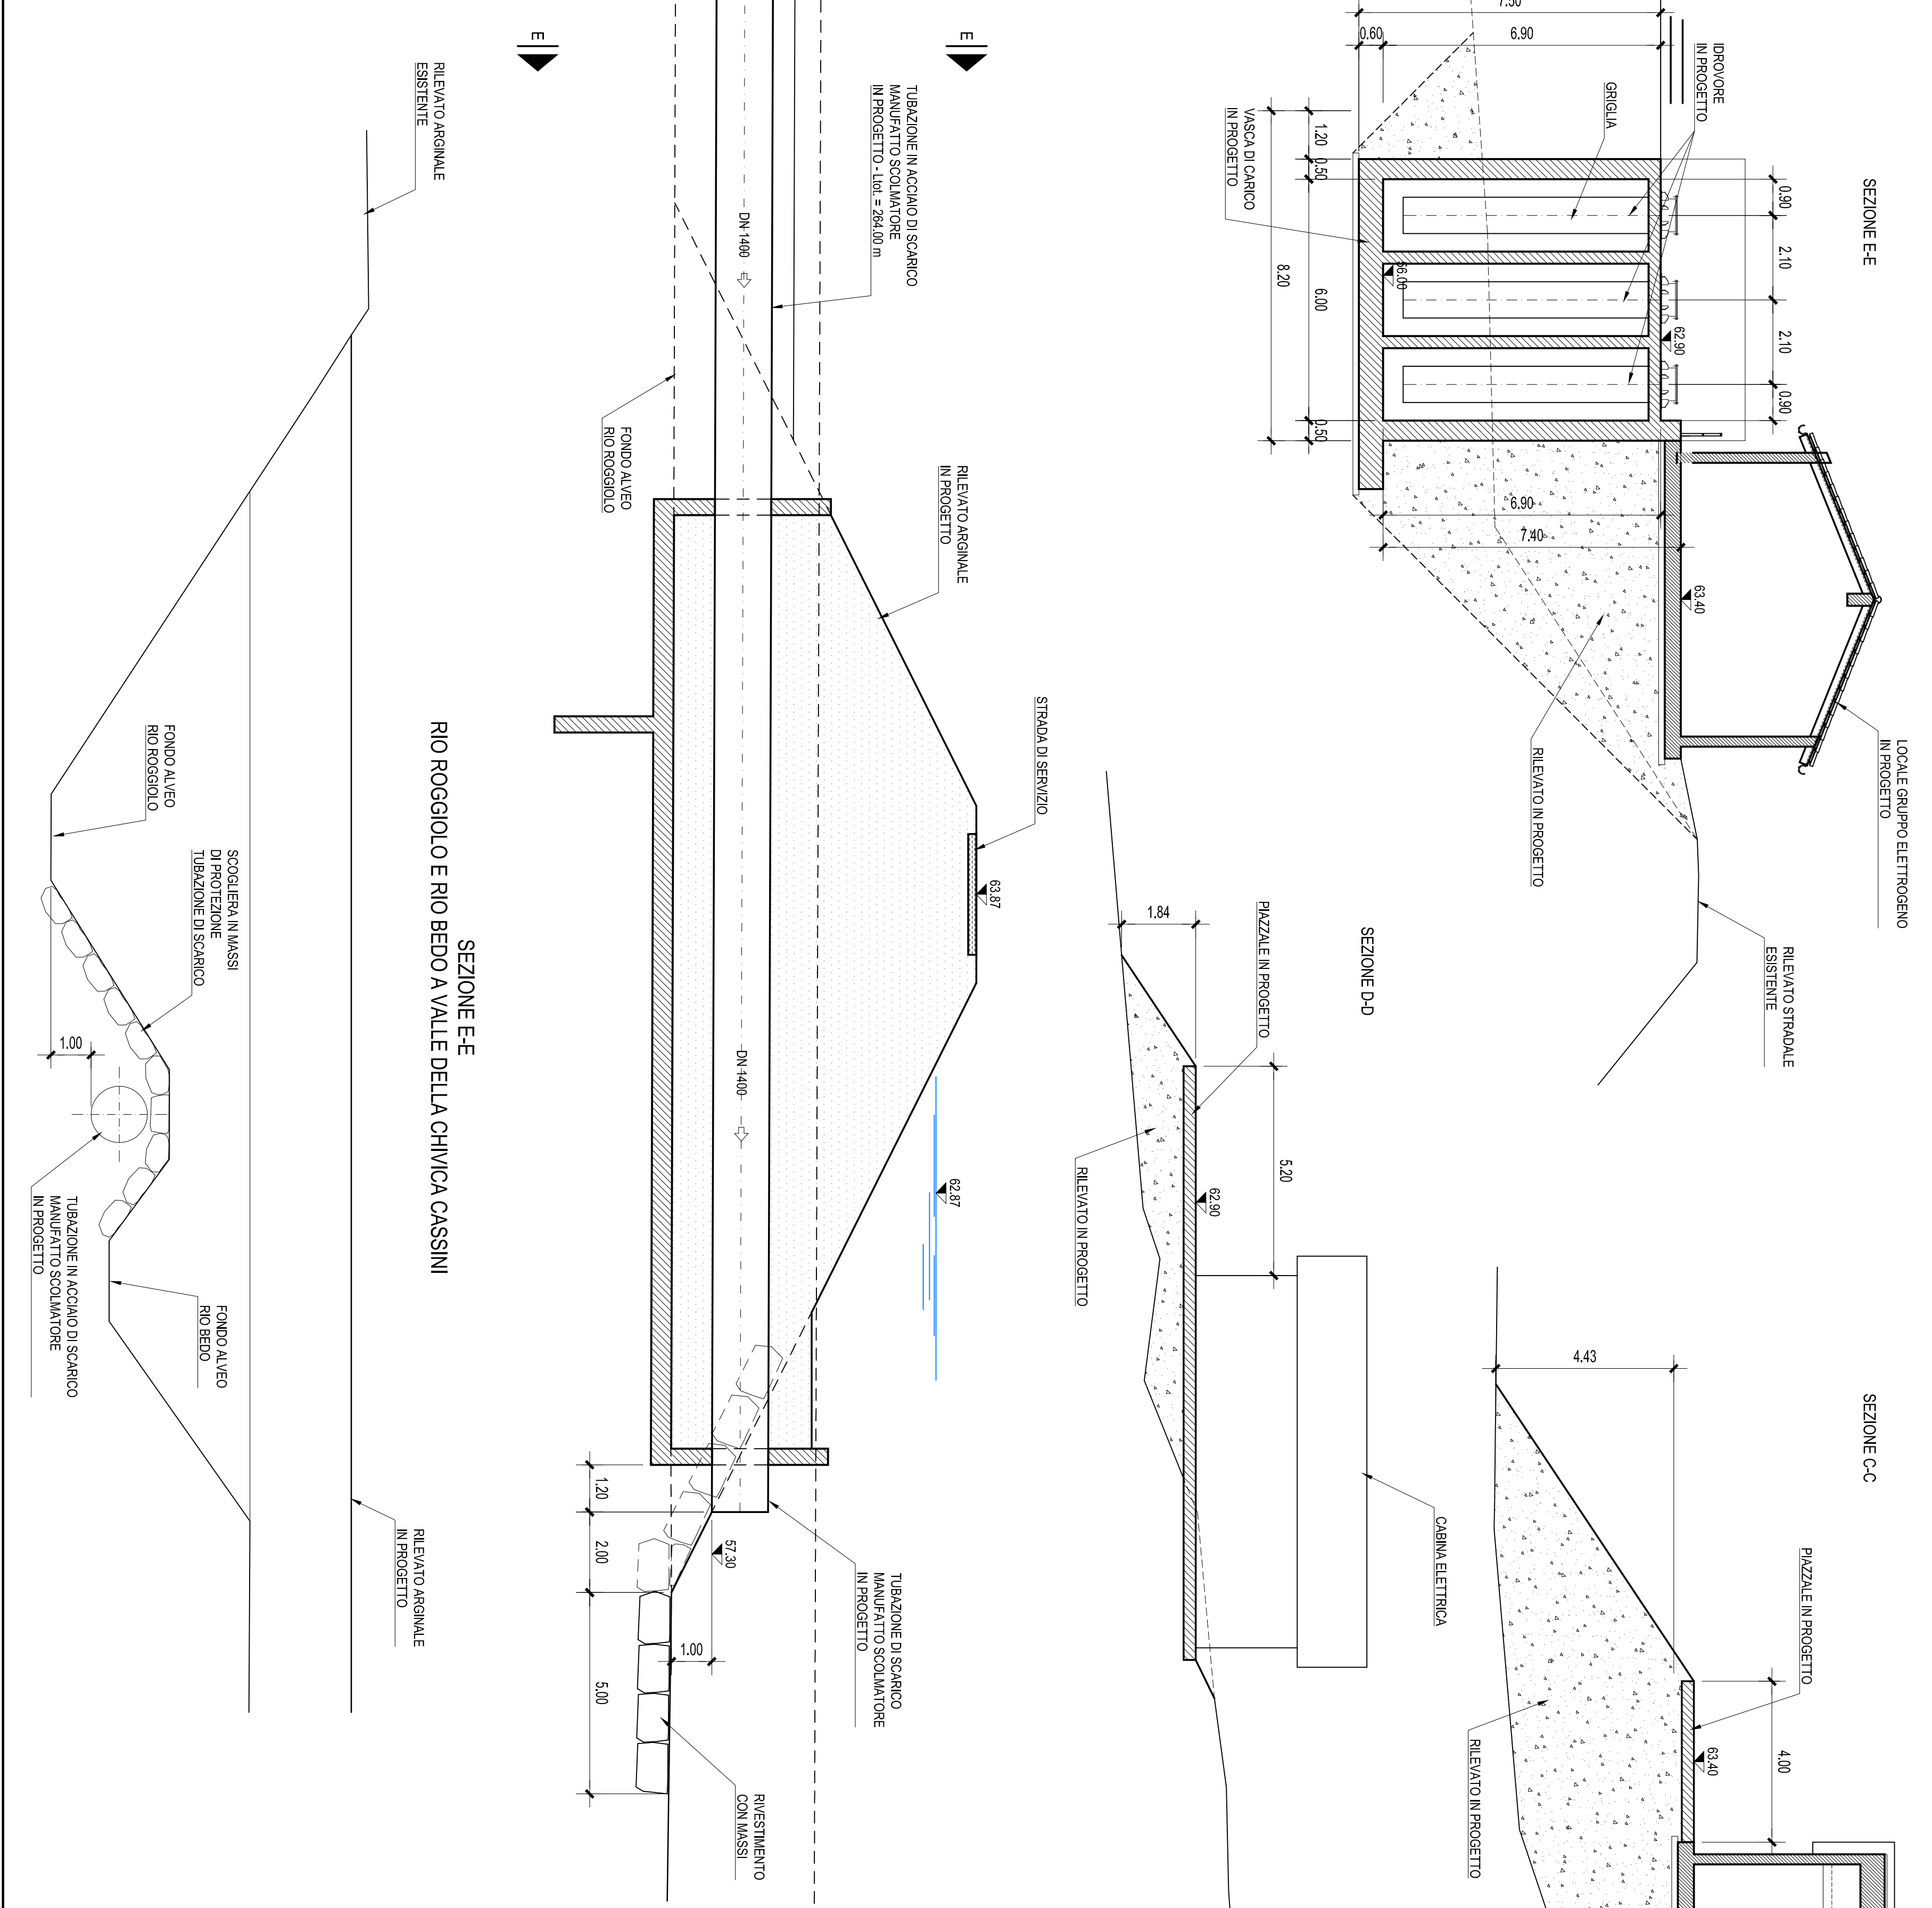 SEZIONE E-E
7.50
0.60
6.90
IDROVORE
IN PROGETTO
GRIGLIA
VASCA DI CARICO
IN PROGETTO
1.20
0.50
6.00
0.50
8.20
0.90
2.10
2.10
0.90
56.00
62.90
6.90
7.40
63.40
RILEVATO IN PROGETTO
LOCALE GRUPPO ELETTROGENO
IN PROGETTO
RILEVATO STRADALE
ESISTENTE
SEZIONE C-C
4.43
PIAZZALE IN PROGETTO
4.00
63.40
RILEVATO IN PROGETTO
SEZIONE D-D
1.84
PIAZZALE IN PROGETTO
5.20
62.90
RILEVATO IN PROGETTO
CABINA ELETTRICA
E
E
TUBAZIONE IN ACCIAIO DI SCARICO
MANUFATTO SCOLMATORE
IN PROGETTO - Ltot. = 264.00 m
DN 1400
FONDO ALVEO
RIO ROGGIOLO
RILEVATO ARGINALE
IN PROGETTO
STRADA DI SERVIZIO
63.87
DN 1400
62.87
1.20
2.00
5.00
57.30
1.00
TUBAZIONE DI SCARICO
MANUFATTO SCOLMATORE
IN PROGETTO
RIVESTIMENTO
CON MASSI
SEZIONE E-E
RIO ROGGIOLO E RIO BEDO A VALLE DELLA CHIVICA CASSINI
RILEVATO ARGINALE
ESISTENTE
FONDO ALVEO
RIO ROGGIOLO
SCOGLIERA IN MASSI
DI PROTEZIONE
TUBAZIONE DI SCARICO
1.00
TUBAZIONE IN ACCIAIO DI SCARICO
MANUFATTO SCOLMATORE
IN PROGETTO
FONDO ALVEO
RIO BEDO
RILEVATO ARGINALE
IN PROGETTO